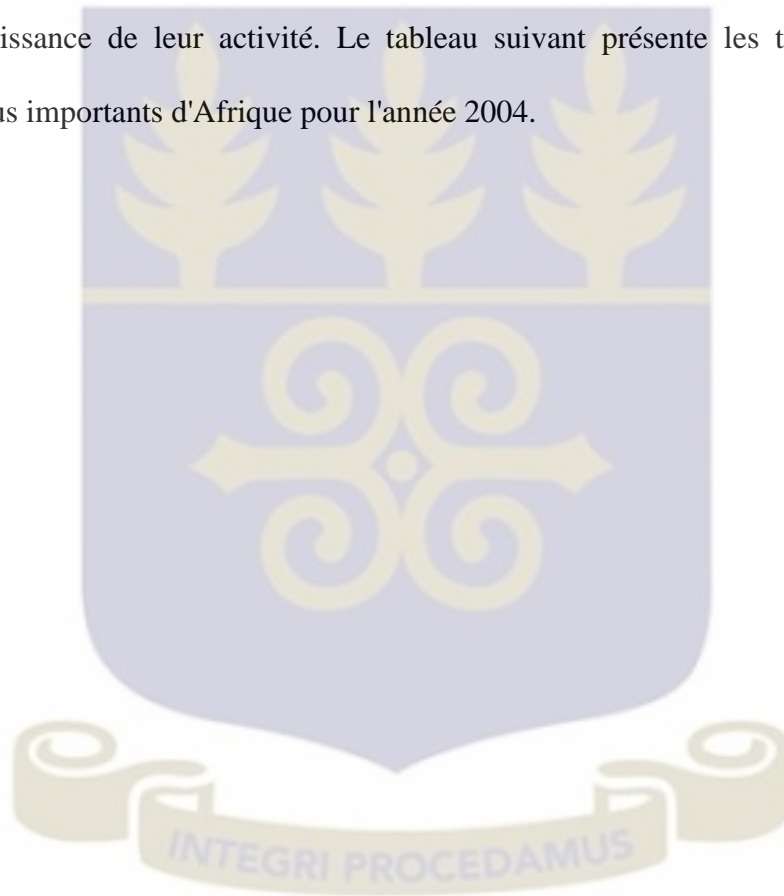 issance de leur activité. Le tableau suivant présente les t
us importants d'Afrique pour l'année 2004.
INTEGRI PROCEDAMUS